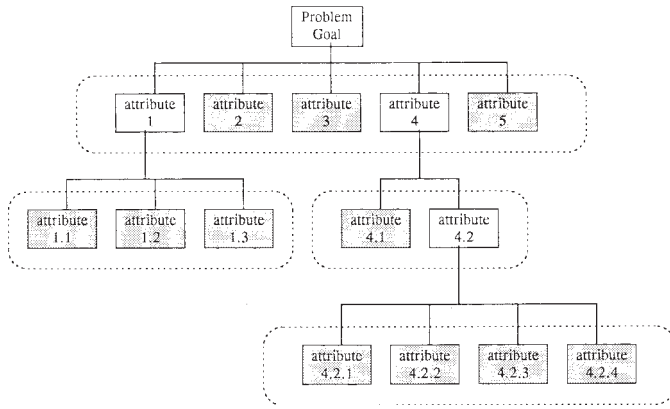 Problem
Goal
attribute
1
attribute
2
attribute
3
attribute
4
attribute
5
attribute
1.1
attribute
1.2
attribute
1.3
attribute
4.1
attribute
4.2
attribute
4.2.1
attribute
4.2.2
attribute
4.2.3
attribute
4.2.4